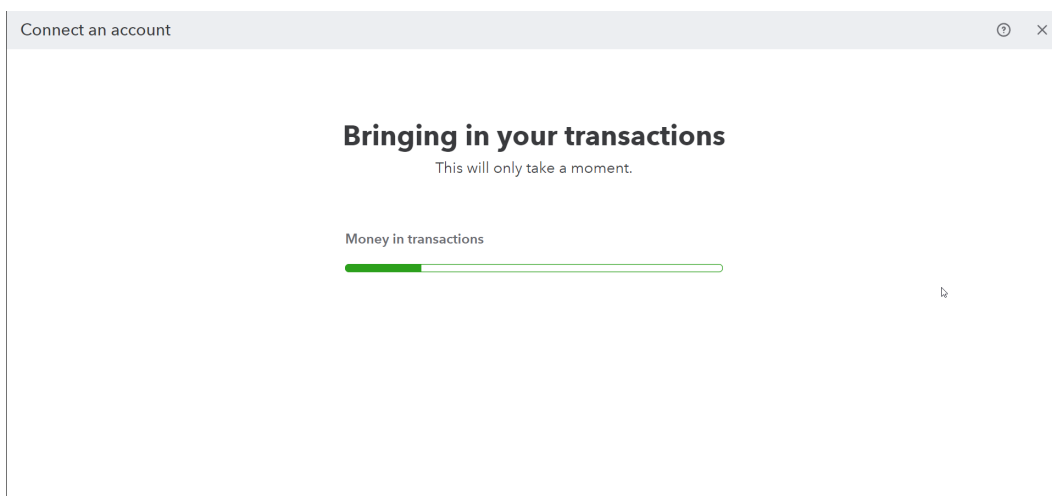 Connect an account
Bringing in your transactions
This will only take a moment.
Money in transactions